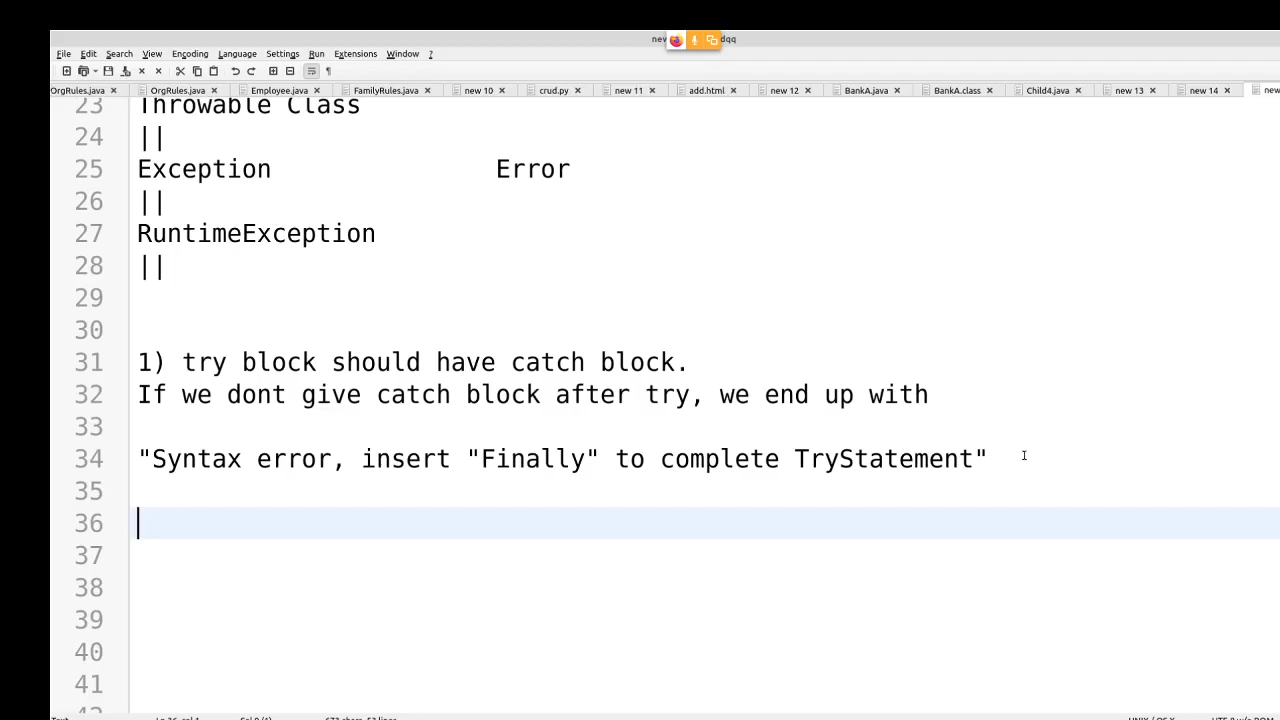 new dqq
File Edit Search View Encoding Language Settings Run Extensions Window ?
OrgRules.java OrgRules.java Employee.java FamilyRules.java new 10 crud.py new 11 add.html new 12 BankA.java BankA.class Child4.java new 13 new 14 new
23 Throwable Class
24 ||
25 Exception Error
26 ||
27 RuntimeException
28 ||
29
30
31 1) try block should have catch block.
32 If we dont give catch block after try, we end up with
33
34 "Syntax error, insert "Finally" to complete TryStatement"
35
36
37
38
39
40
41